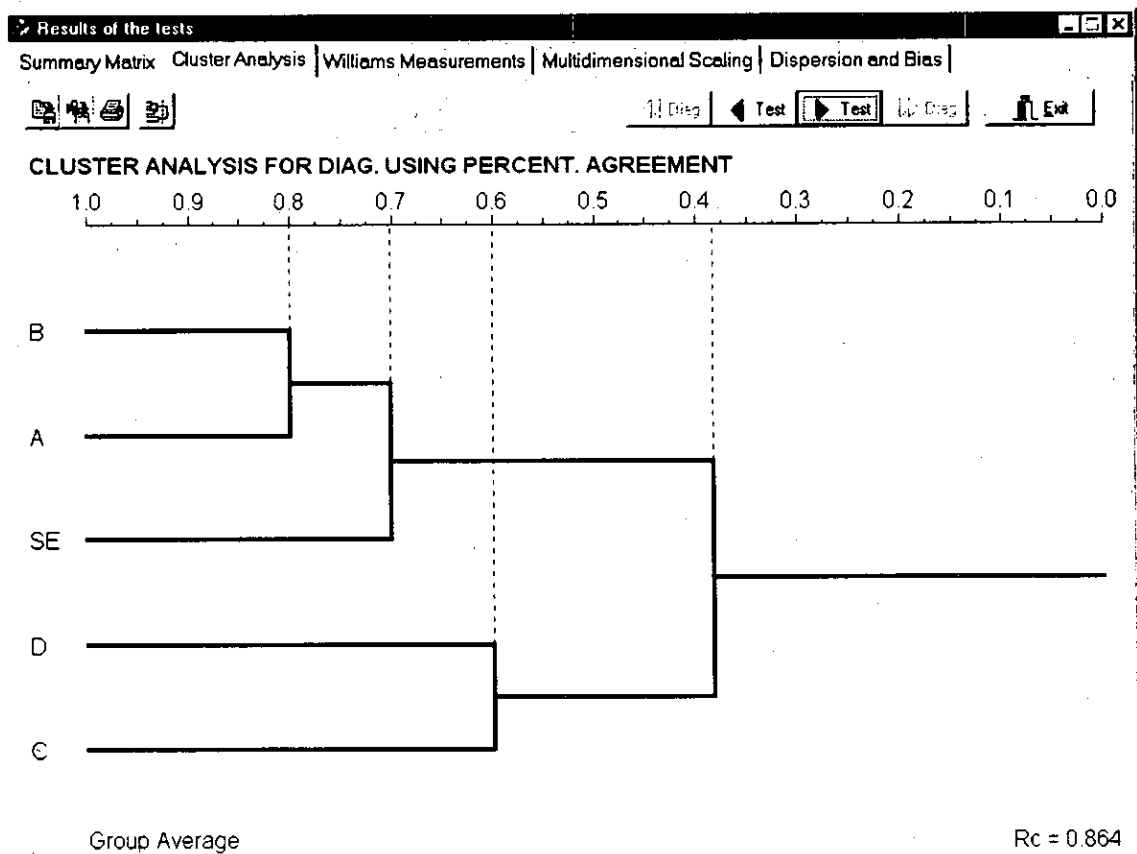 Results of the tests
Summary Matrix Cluster Analysis Williams Measurements Multidimensional Scaling Dispersion and Bias
Diag Test Test Diag Exit
CLUSTER ANALYSIS FOR DIAG. USING PERCENT. AGREEMENT
1.0 0.9 0.8 0.7 0.6 0.5 0.4 0.3 0.2 0.1 0.0
B
A
SE
D
C
Group Average Rc = 0.864